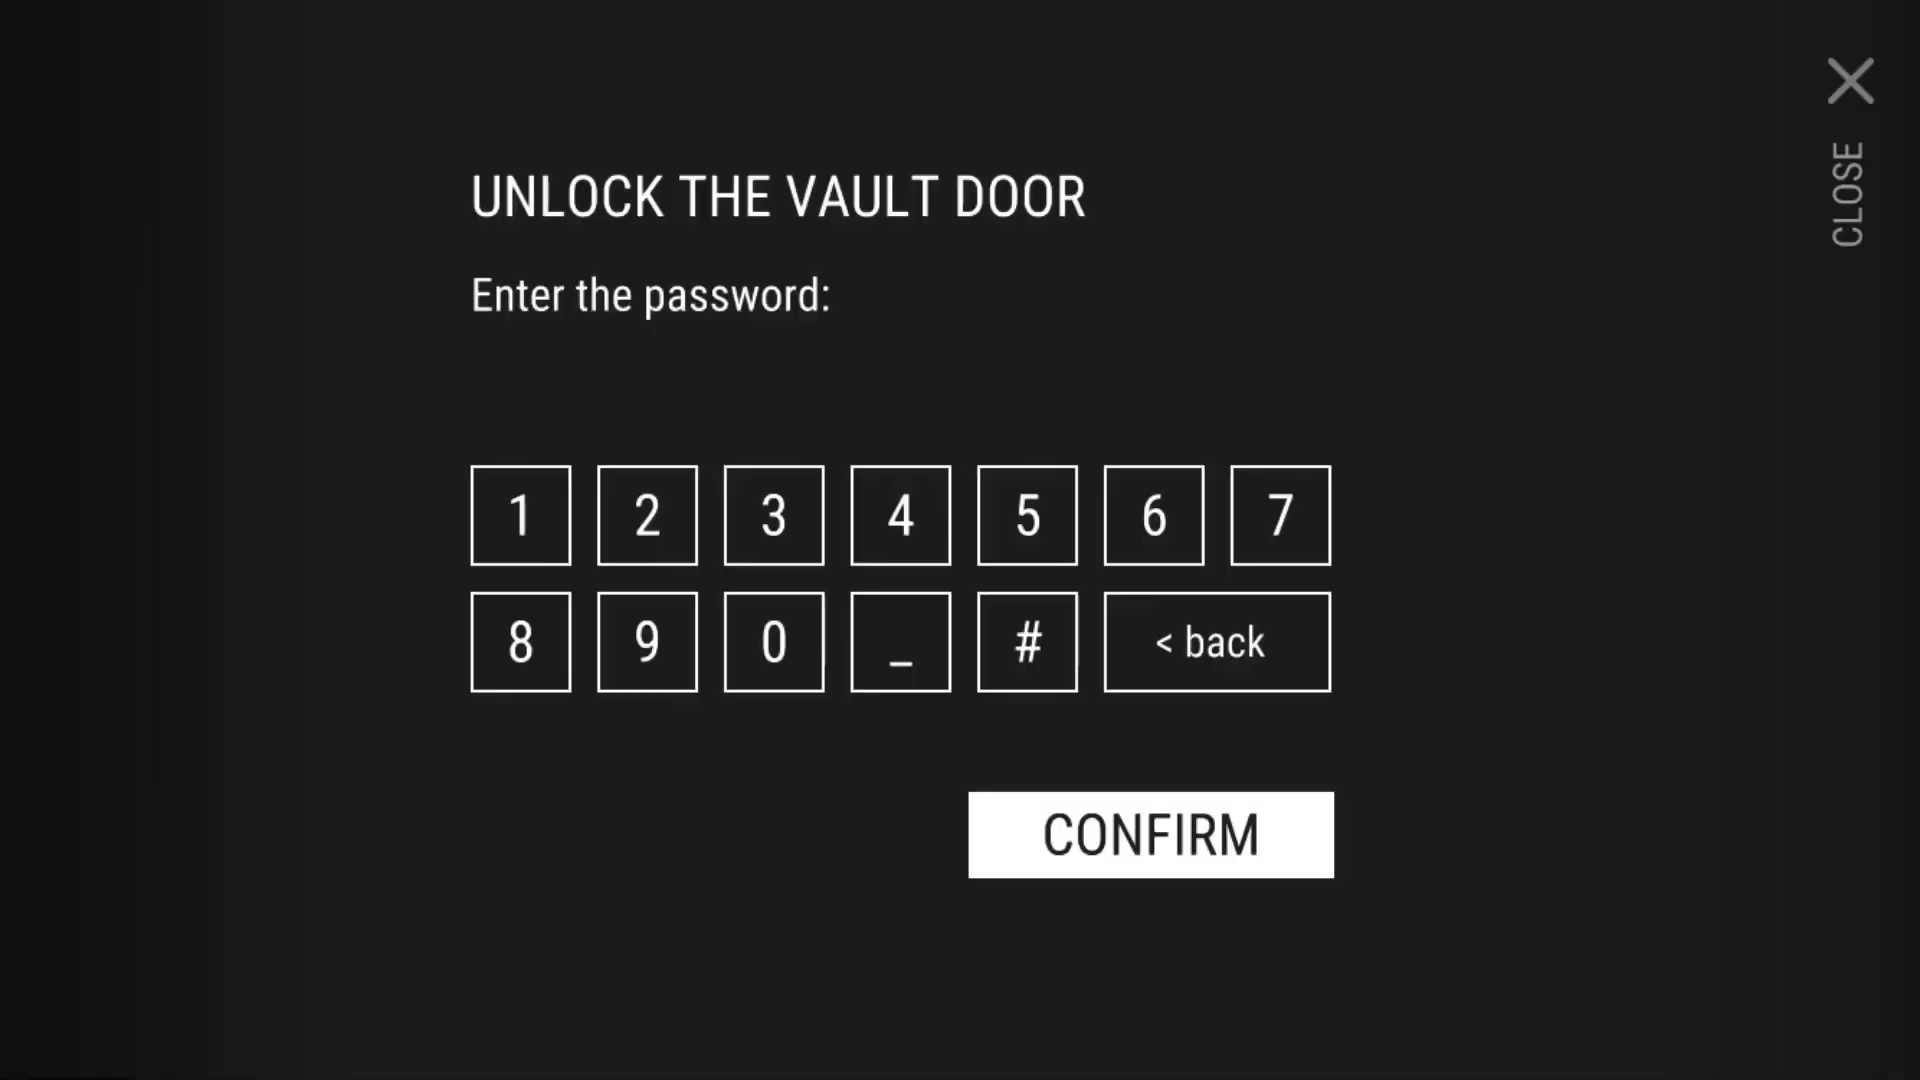 CLOSE
UNLOCK THE VAULT DOOR
Enter the password:
1 2 3 4 5 6 7
8 9 0 _ # < back
CONFIRM